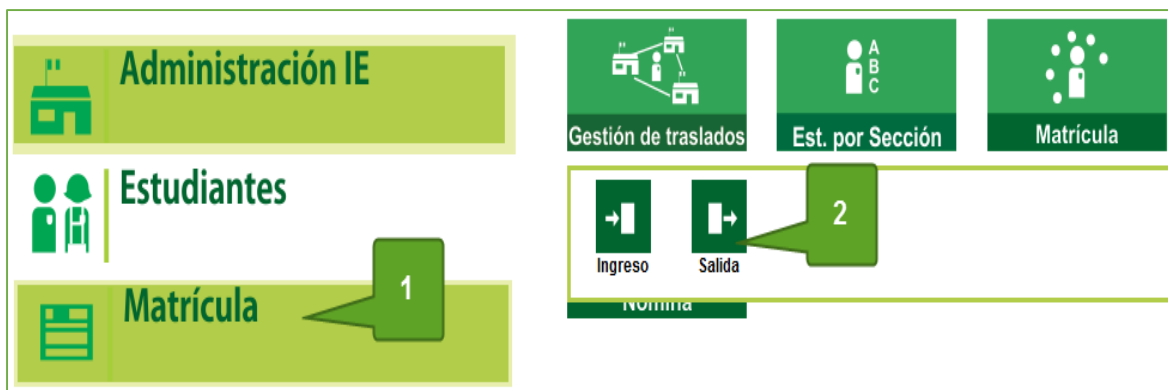 Administración IE
Estudiantes
Matrícula
1
Gestión de traslados
Est. por Sección
A
B
C
Matrícula
Ingreso
Salida
2
Nómina